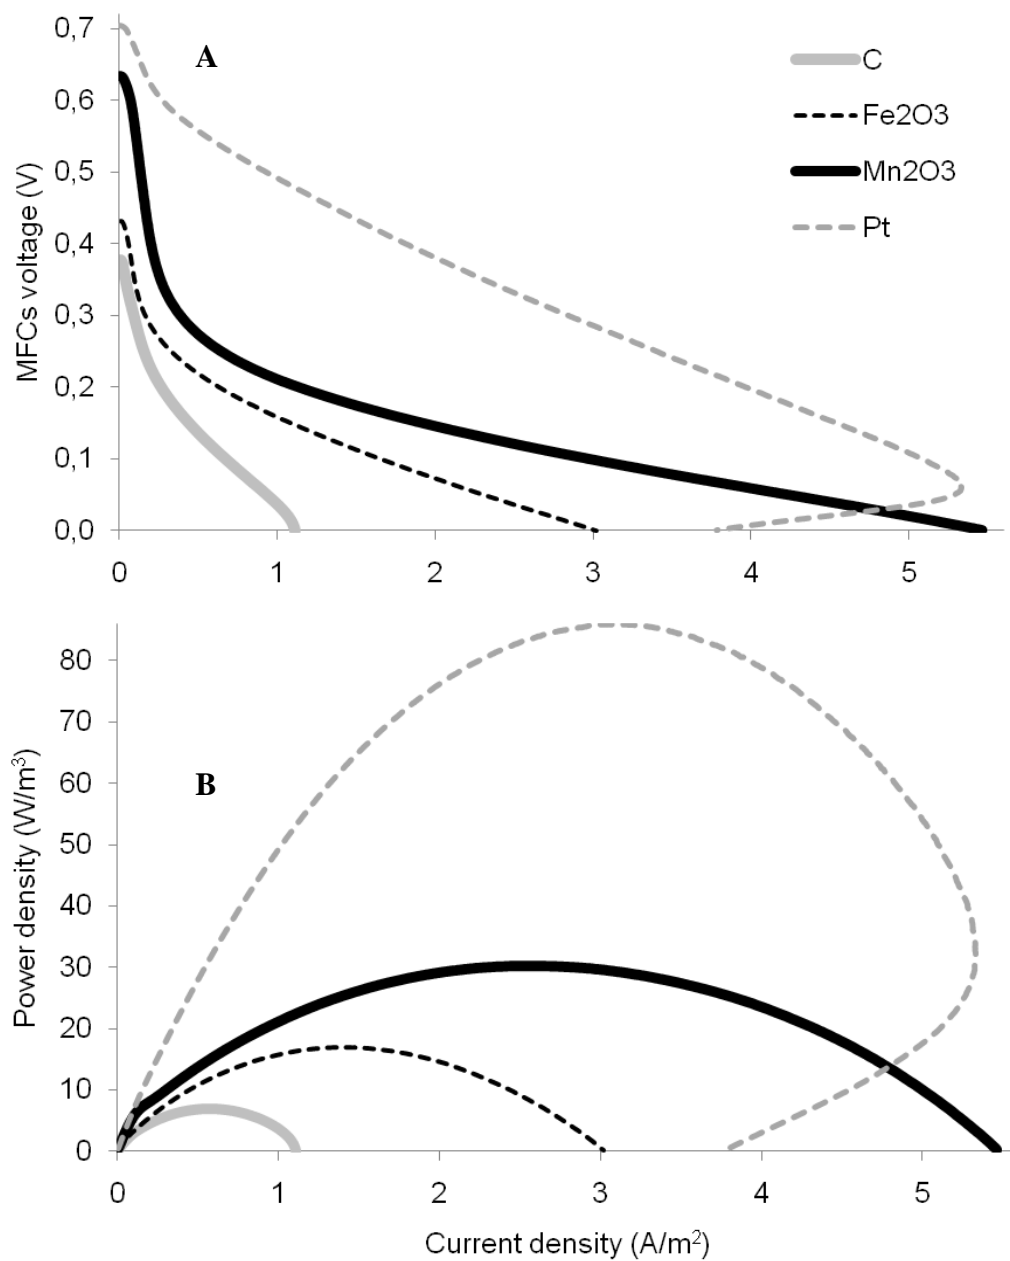 A
C
Fe2O3
Mn2O3
Pt
MFCs voltage (V)
0,7
0,6
0,5
0,4
0,3
0,2
0,1
0,0
0 1 2 3 4 5
B
Power density (W/m³)
80
70
60
50
40
30
20
10
0
0 1 2 3 4 5
Current density (A/m²)